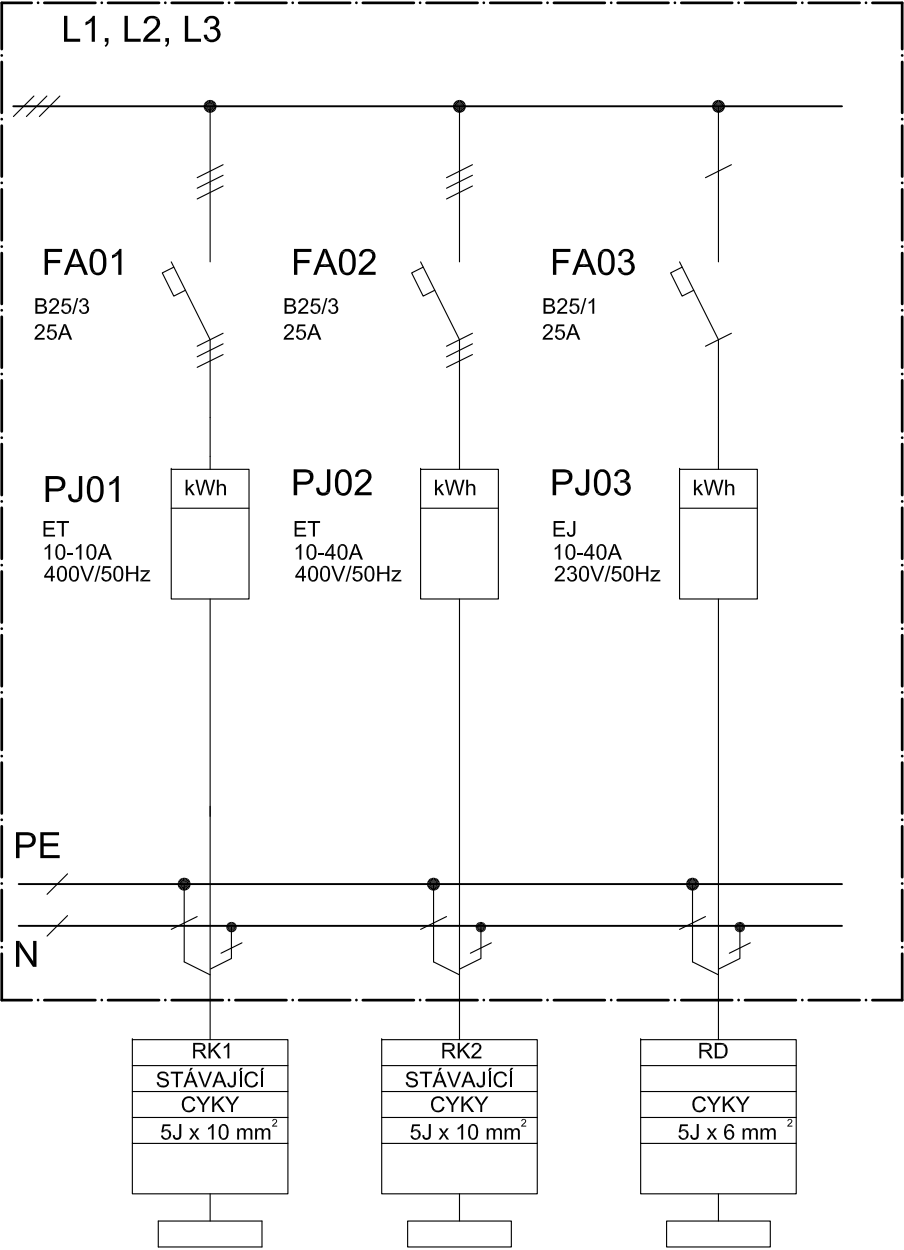 L1, L2, L3
FA01
B25/3
25A
FA02
B25/3
25A
FA03
B25/1
25A
PJ01
ET
10-10A
400V/50Hz
kWh
PJ02
ET
10-40A
400V/50Hz
kWh
PJ03
EJ
10-40A
230V/50Hz
kWh
PE
N
RK1
STÁVAJÍCÍ
CYKY
5J x 10 mm²
RK2
STÁVAJÍCÍ
CYKY
5J x 10 mm²
RD
CYKY
5J x 6 mm ²